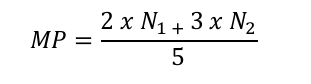 MP = (2 x N₁ + 3 x N₂) / 5